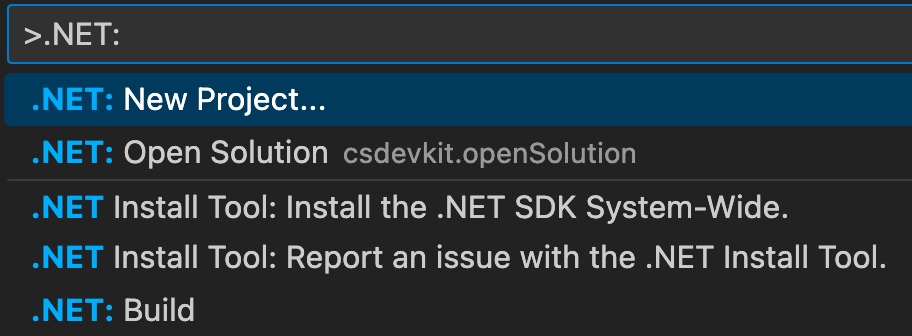 >.NET:
.NET: New Project...
.NET: Open Solution csdevkit.openSolution
.NET Install Tool: Install the .NET SDK System-Wide.
.NET Install Tool: Report an issue with the .NET Install Tool.
.NET: Build